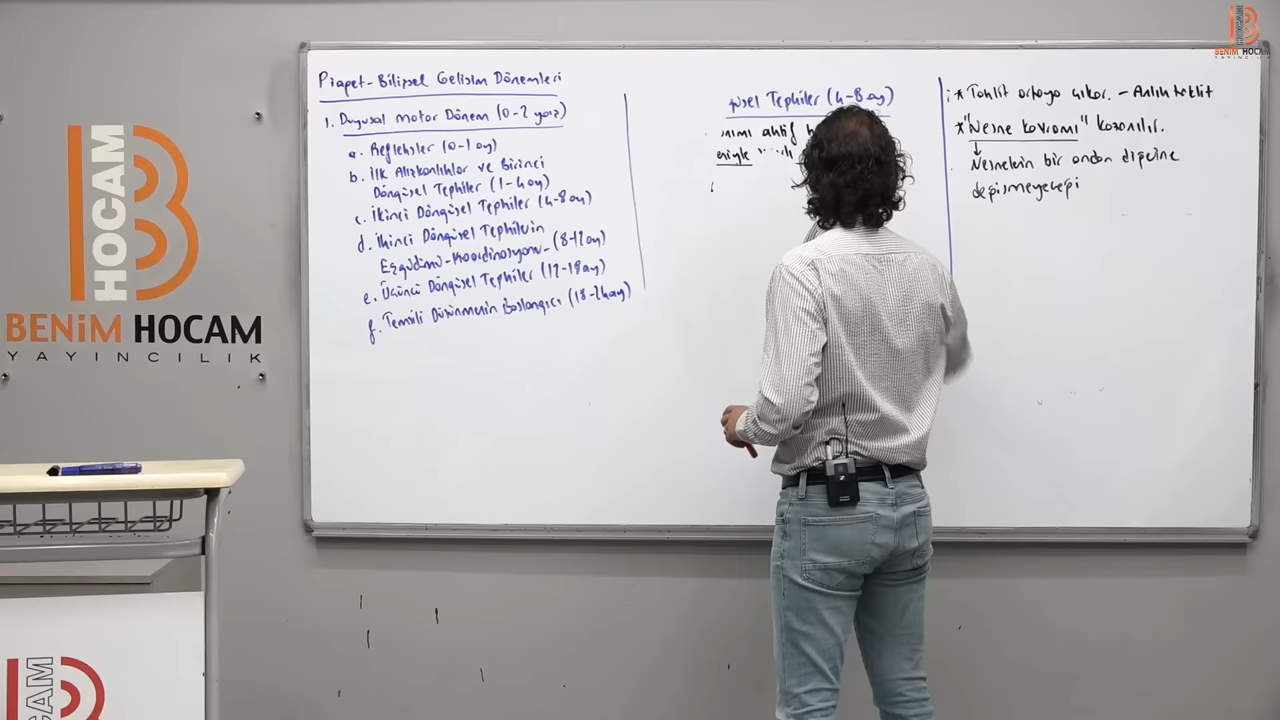 Piaget-Bilişsel Gelişim Dönemleri
1. Duyusal Motor Dönem (0-2 yaş)
a. Refleksler (0-1 ay)
b. İlk Alışkanlıklar ve Birinci
Döngüsel Tepkiler (1-4 ay)
c. İkinci Döngüsel Tepkiler (4-8 ay)
d. İkinci Döngüsel Tepkilerin
Eşgüdümü-Koordinasyonu- (8-12 ay)
e. Üçüncü Döngüsel Tepkiler (12-18 ay)
f. Temsili Düşünmenin Başlangıcı (18-24 ay)
Tepkiler (4-8 ay)
aktif
* Taklit ortaya çıkar. - Anlık taklit
* "Nesne kavramı" kazanılır.
Nesnelerin bir andan diğerine
değişmeyeceği
HOCAM
B
BENİM HOCAM
YAYINCILIK
BENİM HOCAM
YAYINCILIK